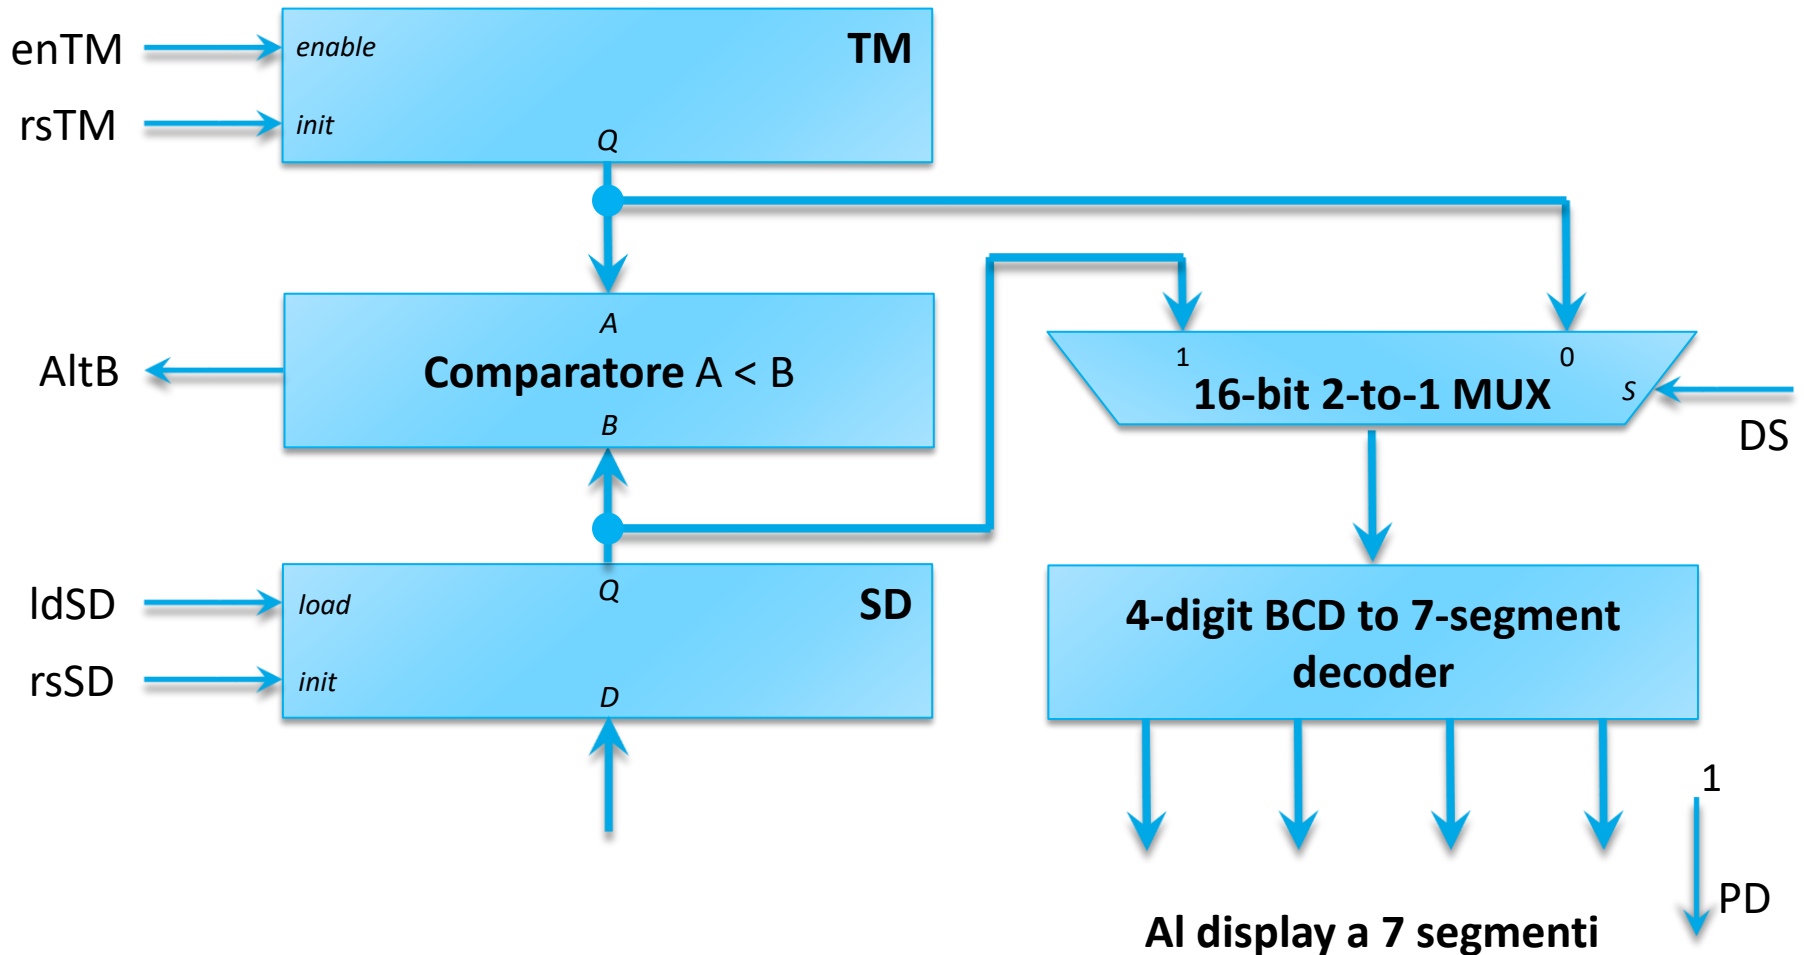 enTM
enable
TM
rsTM
init
Q
A
1
0
AltB
Comparatore A < B
16-bit 2-to-1 MUX
S
B
DS
ldSD
load
Q
SD
4-digit BCD to 7-segment
decoder
rsSD
init
D
1
PD
Al display a 7 segmenti